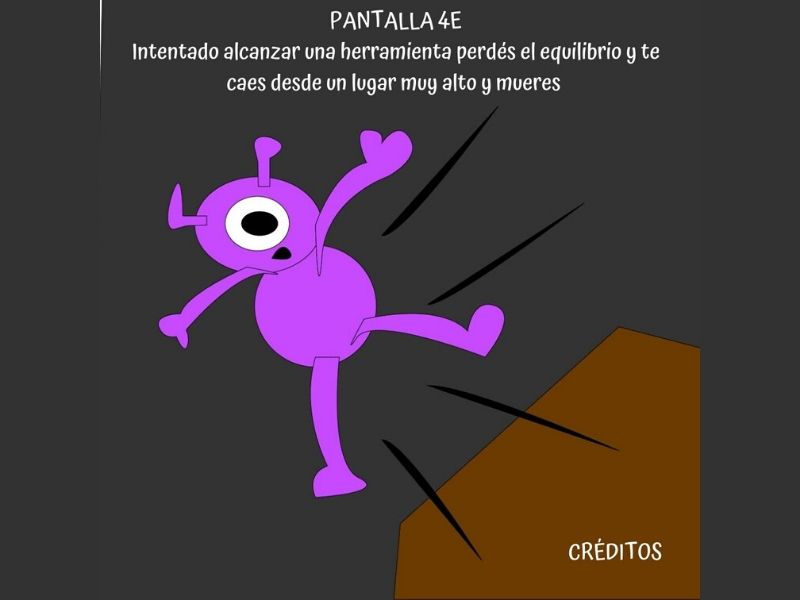 PANTALLA 4E
Intentado alcanzar una herramienta perdés el equilibrio y te
caes desde un lugar muy alto y mueres
CRÉDITOS